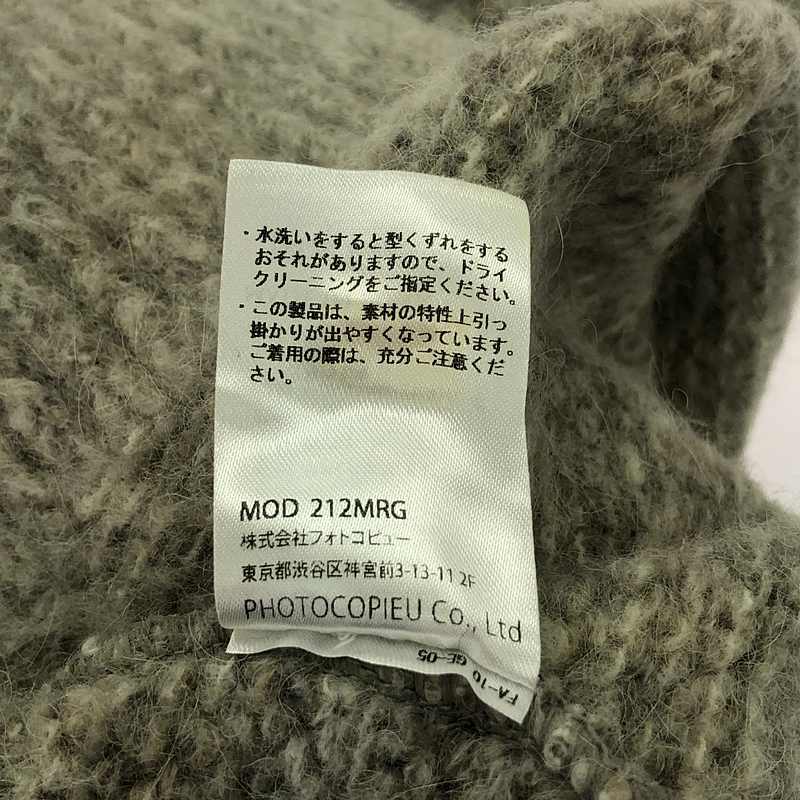 ・水洗いをすると型くずれをする
おそれがありますので、ドライ
クリーニングをご指定ください。
・この製品は、素材の特性上引っ
掛かりが出やすくなっています。
ご着用の際は、充分ご注意くだ
さい。
MOD 212MRG
株式会社フォトコピュー
東京都渋谷区神宮前3-13-11 2F
PHOTOCOPIEU Co., Ltd
FA-10 GE-05